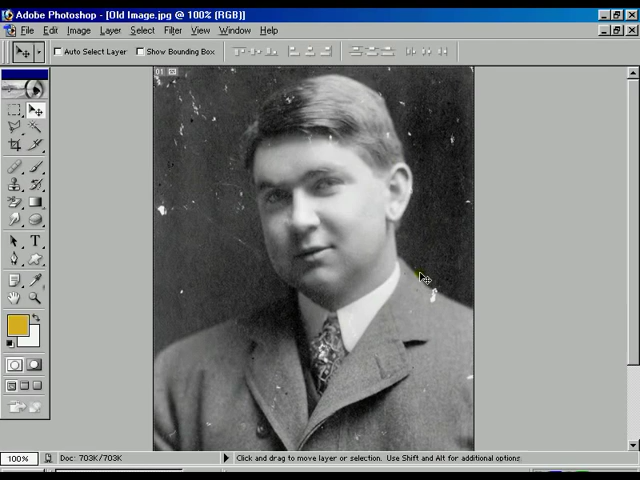 Adobe Photoshop - [Old Image.jpg @ 100% (RGB)]
File Edit Image Layer Select Filter View Window Help
Auto Select Layer Show Bounding Box
01
T
100% Doc: 703K/703K Click and drag to move layer or selection. Use Shift and Alt for additional options.